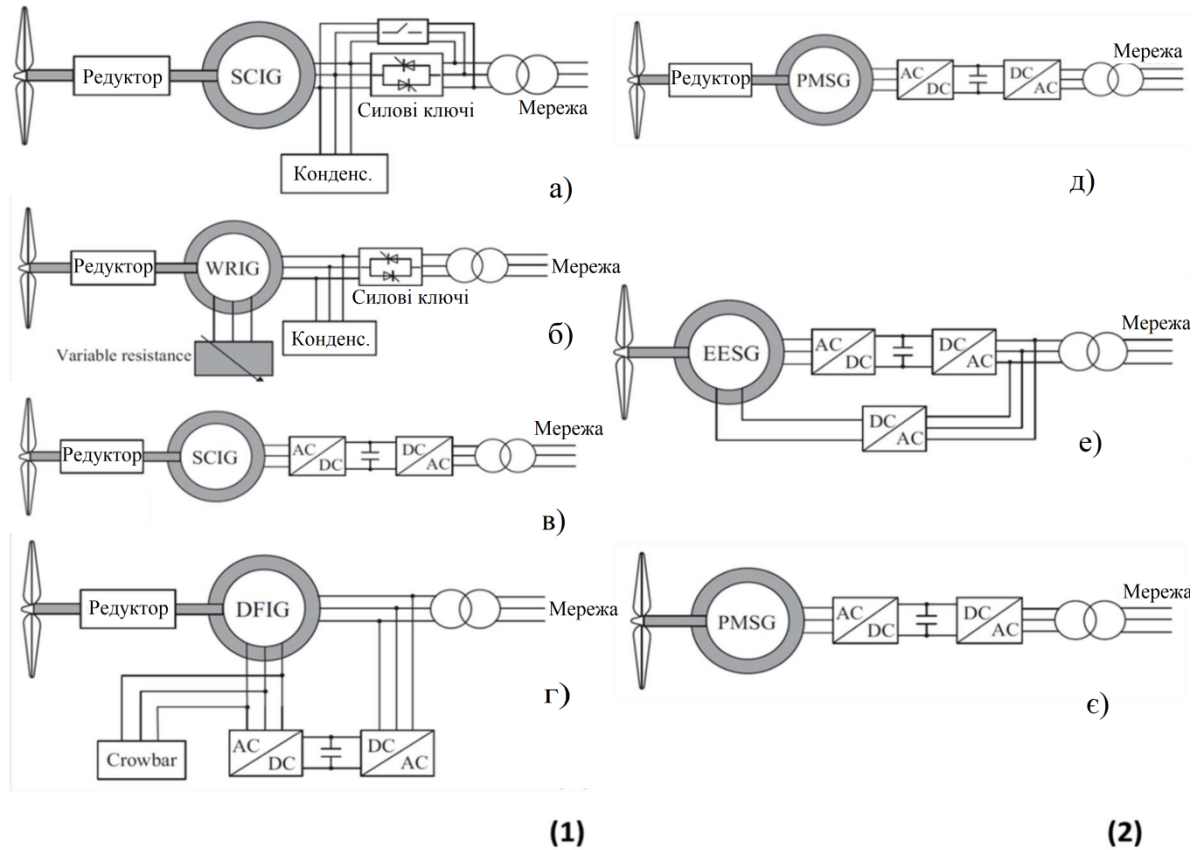 Редуктор
SCIG
Силові ключі
Мережа
Конденс.
а)
Редуктор
WRIG
Силові ключі
Мережа
Variable resistance
Конденс.
б)
Редуктор
SCIG
AC
DC
DC
AC
Мережа
в)
Редуктор
DFIG
Мережа
Crowbar
AC
DC
DC
AC
г)
(1)
Редуктор
PMSG
AC
DC
DC
AC
Мережа
д)
EESG
AC
DC
DC
AC
Мережа
DC
AC
е)
PMSG
AC
DC
DC
AC
Мережа
є)
(2)